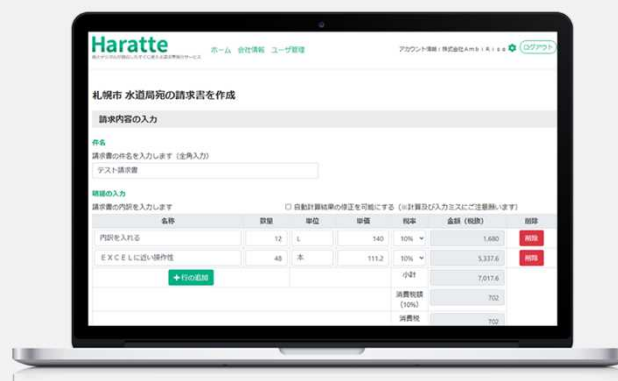 Haratte
ホーム 会社情報 ユーザ管理
アカウント情報:株式会社AmbiRise
ログアウト
札幌市 水道局宛の請求書を作成
請求内容の入力
件名
請求書の件名を入力します（全角入力）
テスト請求書
明細の入力
請求書の内訳を入力します
自動計算結果の修正を可能にする（※計算及び入力ミスにご注意願います）
名称 数量 単位 単価 税率 金額（税抜） 削除
内訳を入れる 12 L 140 10% 1,680 削除
EXCELに近い操作性 48 本 111.2 10% 5,337.6 削除
+行の追加 小計 7,017.6
消費税額 702
（10%）
消費税 702